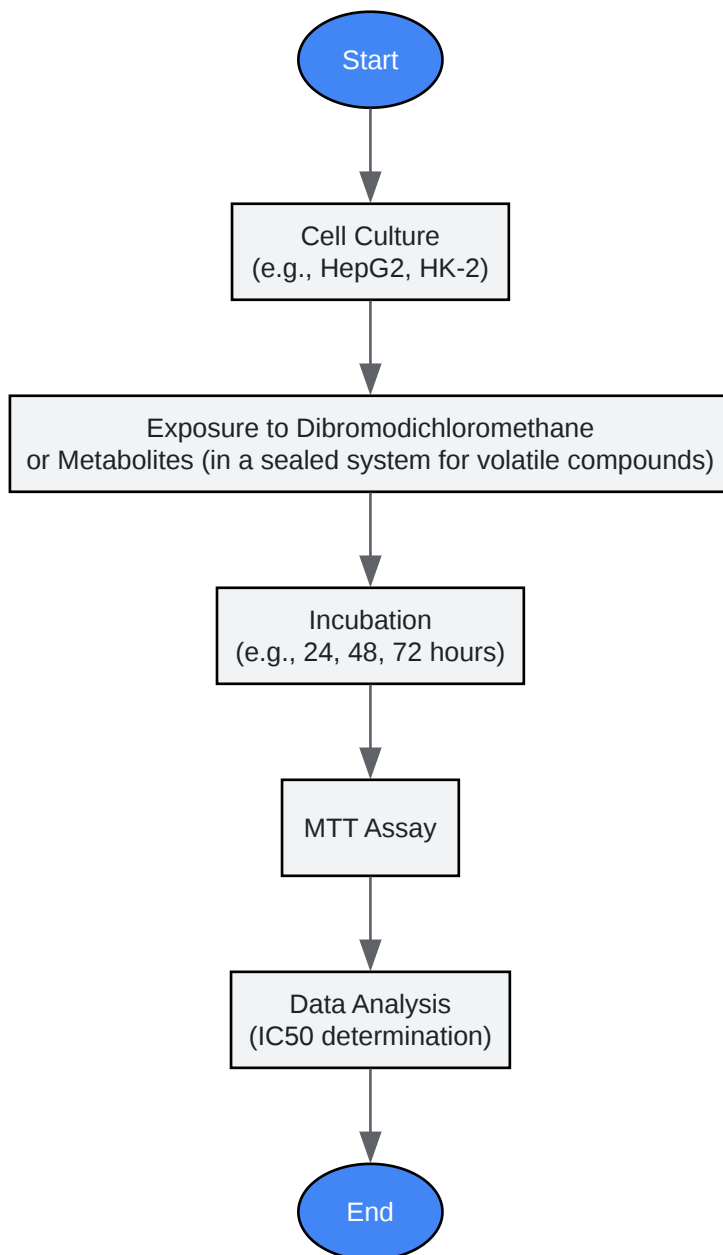 Start
Cell Culture
(e.g., HepG2, HK-2)
Exposure to Dibromodichloromethane
or Metabolites (in a sealed system for volatile compounds)
Incubation
(e.g., 24, 48, 72 hours)
MTT Assay
Data Analysis
(IC50 determination)
End